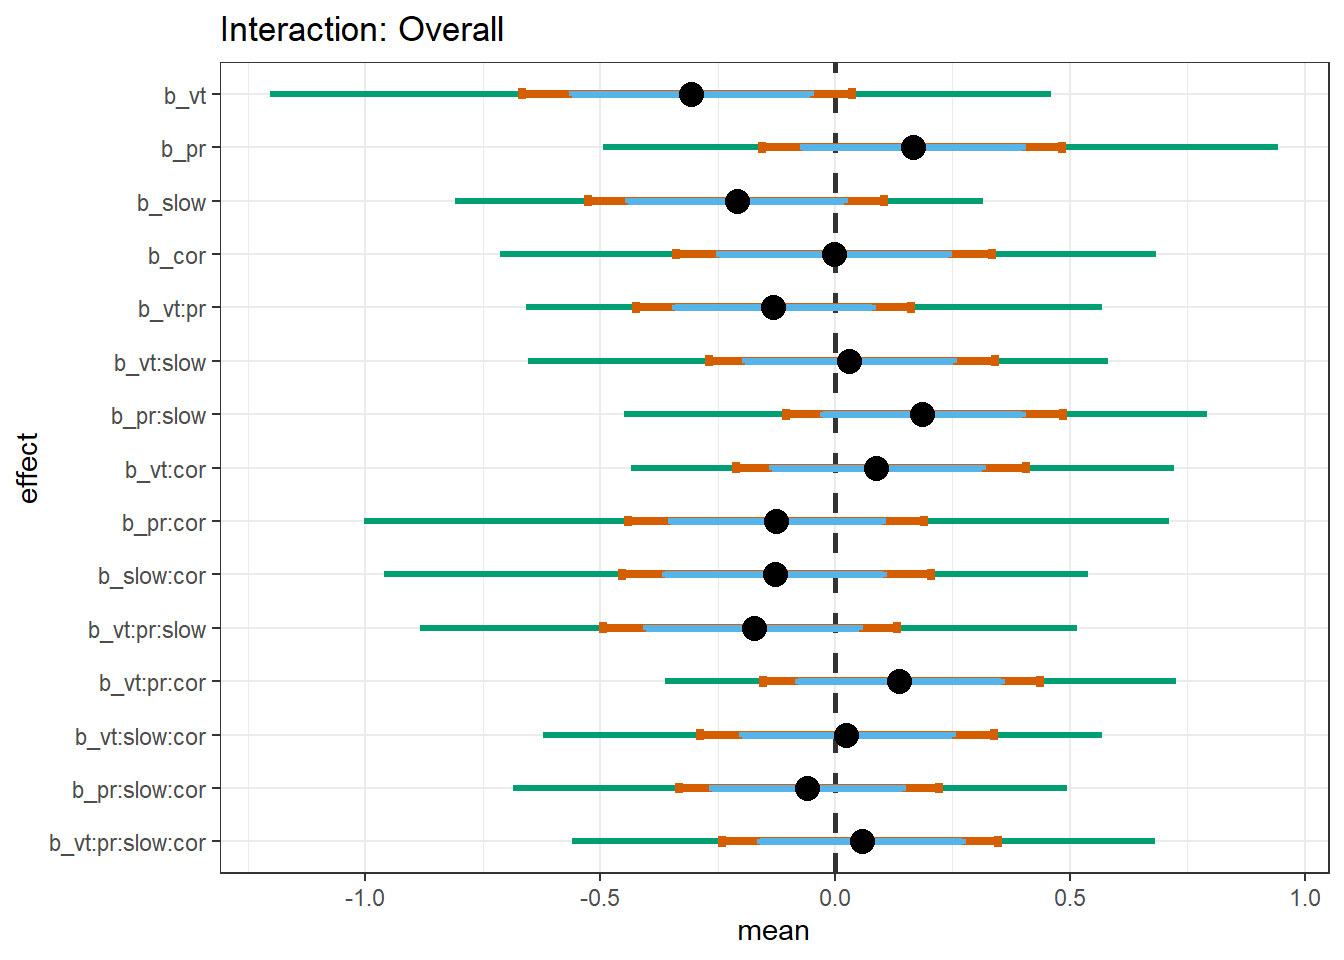 Interaction: Overall
b_vt
b_pr
b_slow
b_cor
b_vt:pr
b_vt:slow
b_pr:slow
b_vt:cor
b_pr:cor
b_slow:cor
b_vt:pr:slow
b_vt:pr:cor
b_vt:slow:cor
b_pr:slow:cor
b_vt:pr:slow:cor
effect
-1.0 -0.5 0.0 0.5 1.0
mean